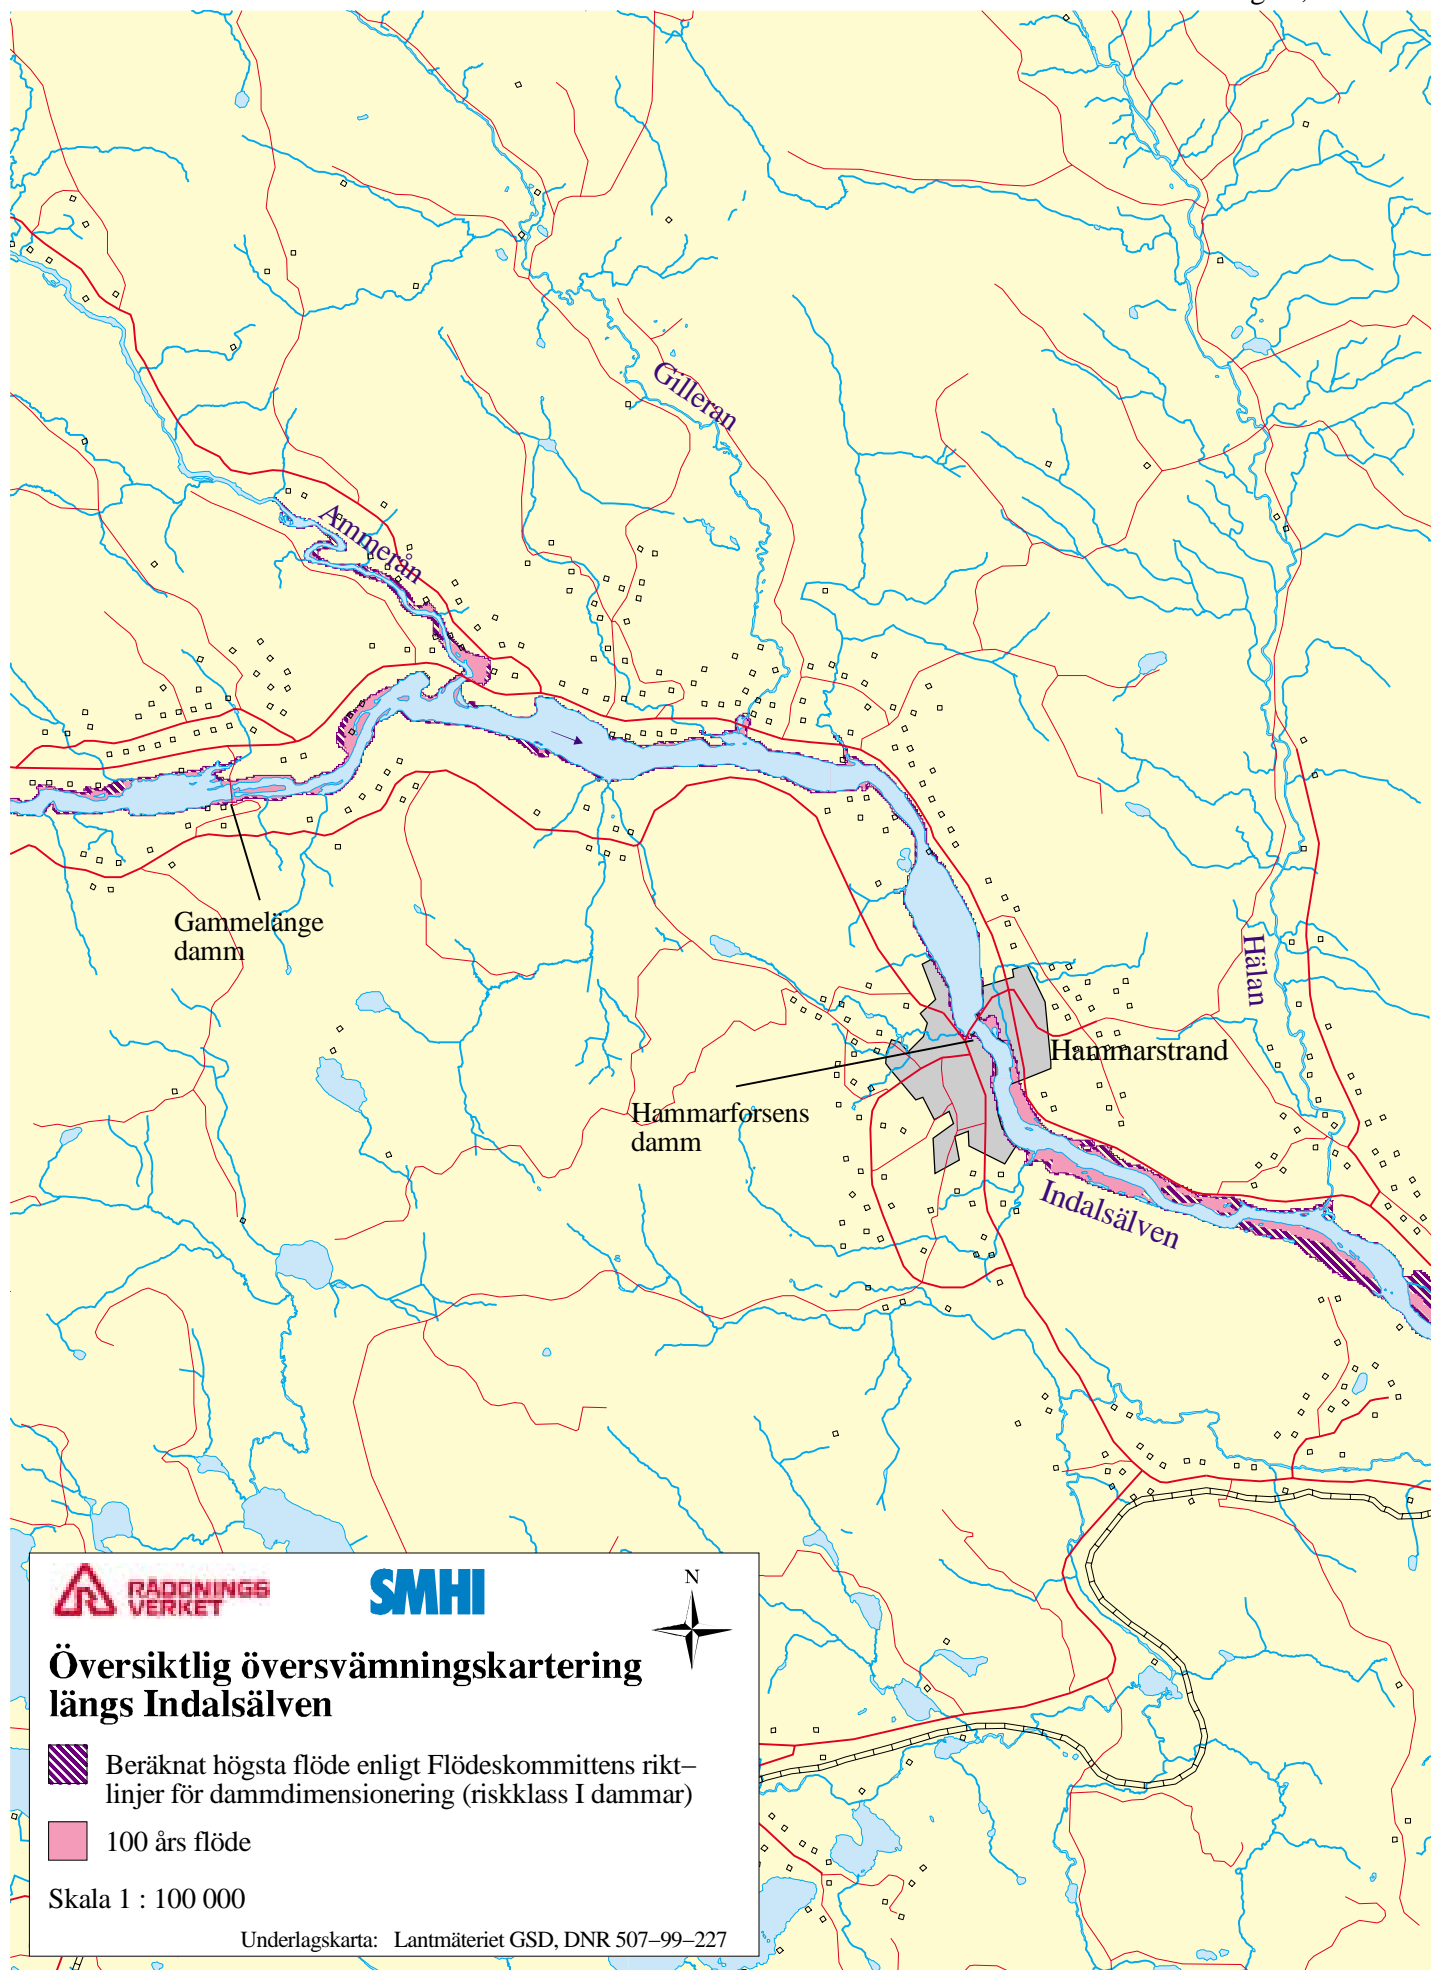 Gilleran
Ammerån
Gammelänge
damm
Hälan
Hammarstrand
Hammarforsens
damm
Indalsälven
RÄDDNINGS
VERKET
SMHI
N
Översiktlig översvämningskartering
längs Indalsälven
Beräknat högsta flöde enligt Flödeskommittens rikt–
linjer för dammdimensionering (riskklass I dammar)
100 års flöde
Skala 1 : 100 000
Underlagskarta: Lantmäteriet GSD, DNR 507–99–227